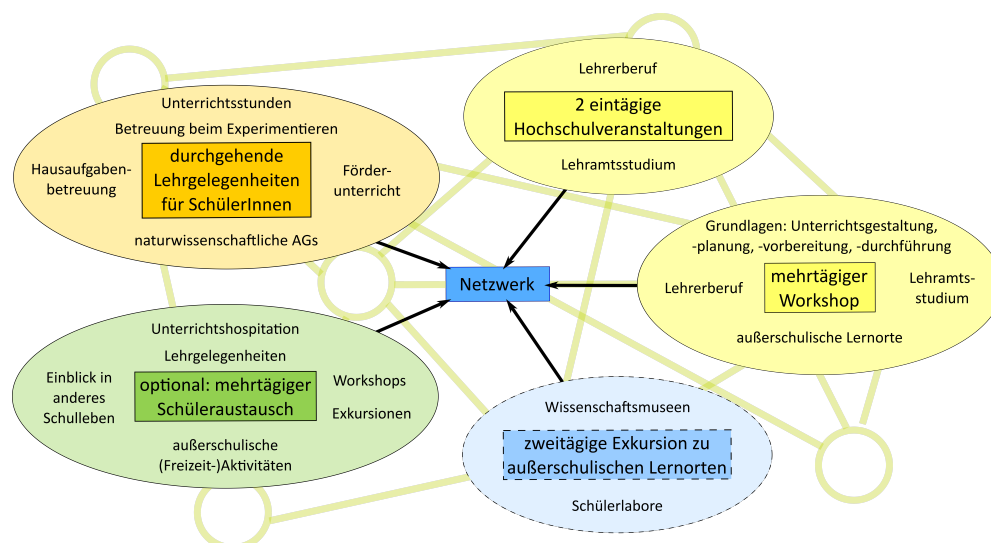 Unterrichtsstunden
Betreuung beim Experimentieren
Hausaufgaben-
betreuung
durchgehende
Lehrgelegenheiten
für SchülerInnen
Förder-
unterricht
naturwissenschaftliche AGs
Lehrerberuf
2 eintägige
Hochschulveranstaltungen
Lehramtsstudium
Grundlagen: Unterrichtsgestaltung,
-planung, -vorbereitung, -durchführung
Lehrerberuf
mehrtägiger
Workshop
Lehramts-
studium
außerschulische Lernorte
Netzwerk
Unterrichtshospitation
Lehrgelegenheiten
Einblick in
anderes
Schulleben
optional: mehrtägiger
Schüleraustausch
Workshops
Exkursionen
außerschulische
(Freizeit-)Aktivitäten
Wissenschaftsmuseen
zweitägige Exkursion zu
außerschulischen Lernorten
Schülerlabore